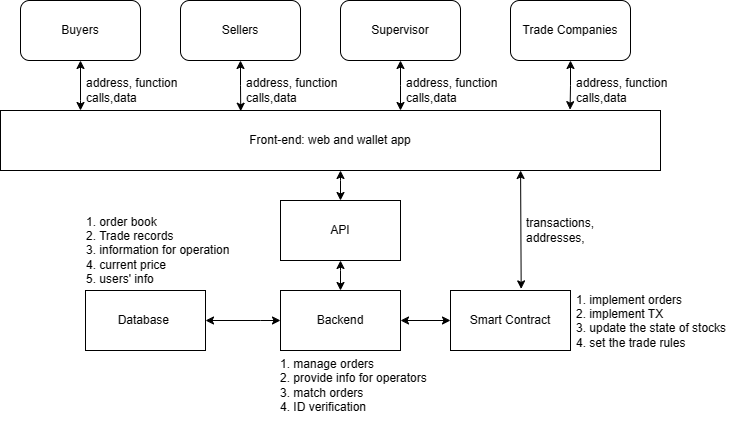 Buyers
Sellers
Supervisor
Trade Companies
address, function
calls,data
address, function
calls,data
address, function
calls,data
address, function
calls,data
Front-end: web and wallet app
API
transactions,
addresses,
1. order book
2. Trade records
3. information for operation
4. current price
5. users' info
Database
Backend
Smart Contract
1. implement orders
2. implement TX
3. update the state of stocks
4. set the trade rules
1. manage orders
2. provide info for operators
3. match orders
4. ID verification